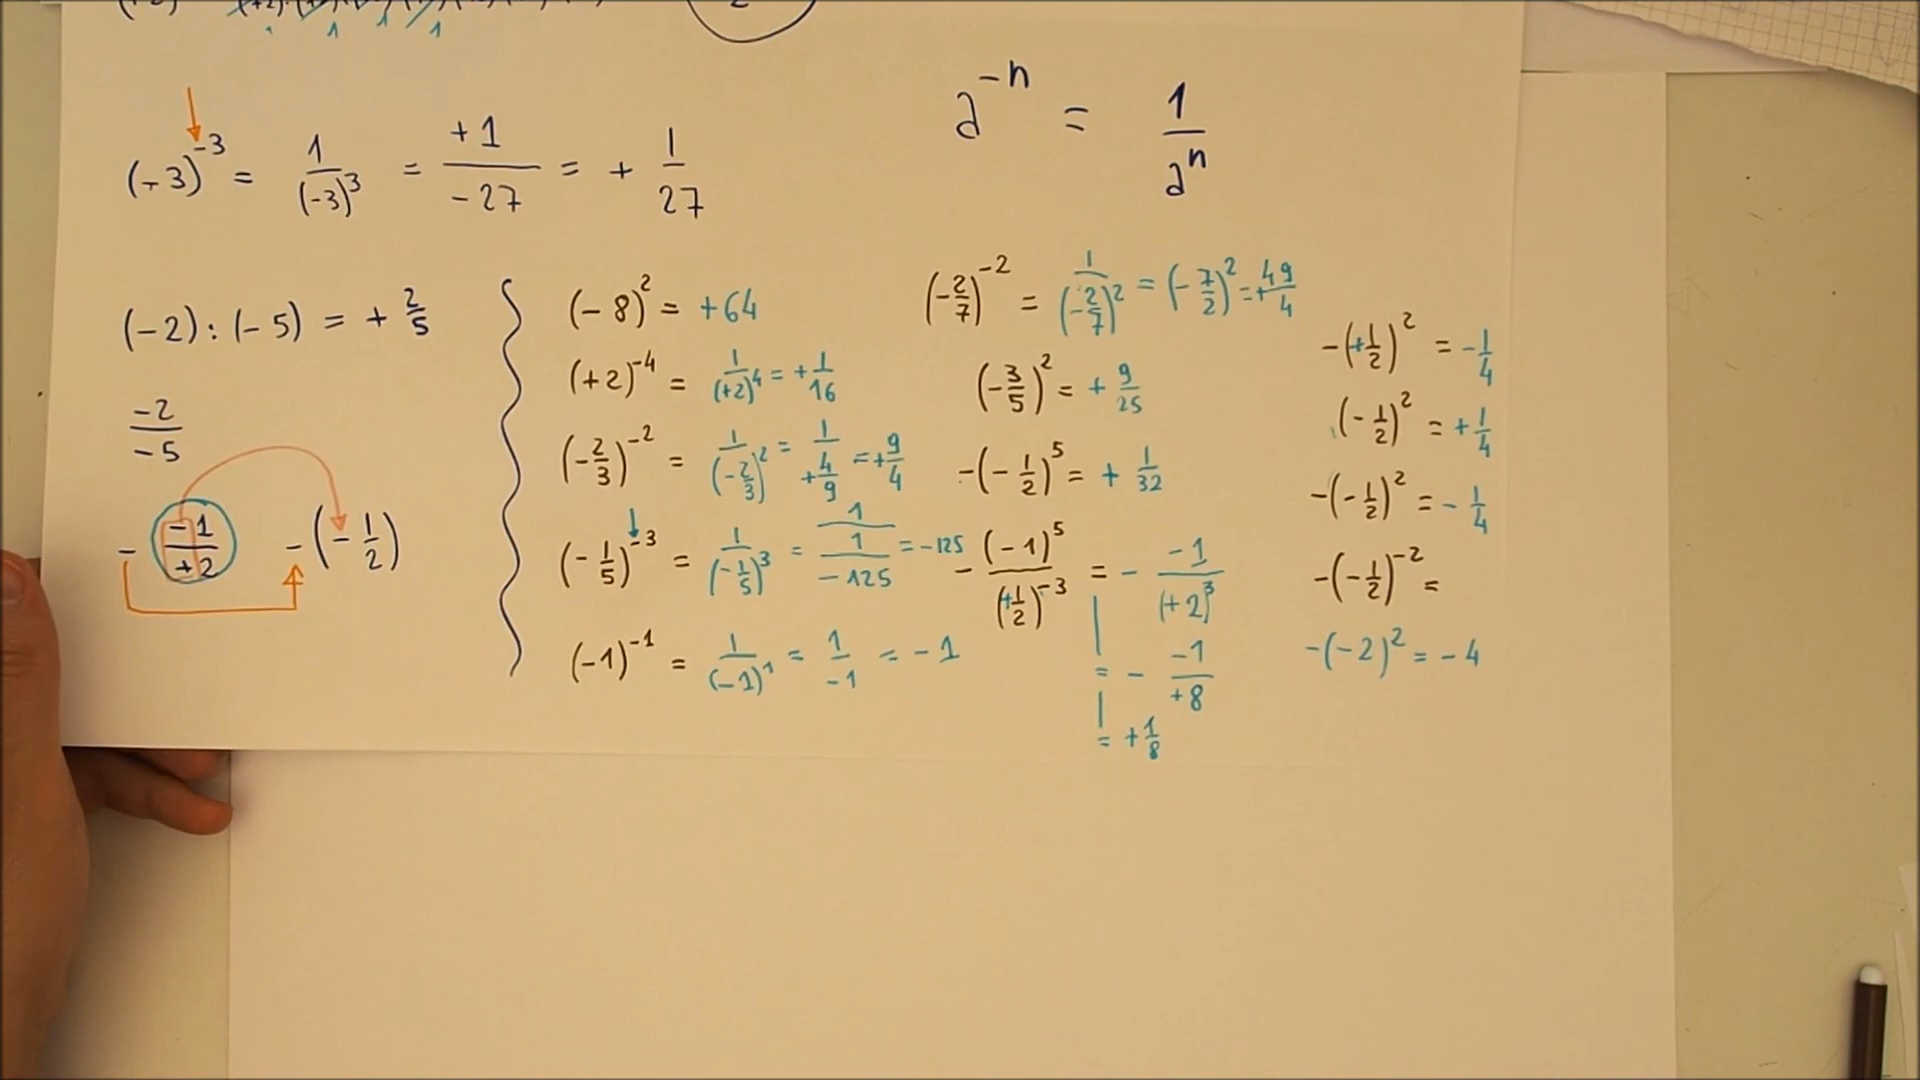 a^-n = 1/a^n
(-3)^-3 = 1/(-3)^3 = +1/-27 = + 1/27
(-2) : (-5) = + 2/5
-2/-5
- -1/+2   -(-1/2)
(-8)^2 = +64
(+2)^-4 = 1/(+2)^4 = +1/16
(-2/3)^-2 = 1/(-2/3)^2 = 1/(+4/9) = +9/4
(-1/5)^-3 = 1/(-1/5)^3 = 1/(1/-125) = -125
(-1)^-1 = 1/(-1)^1 = 1/-1 = -1
(-2/7)^-2 = 1/(-2/7)^2 = (-7/2)^2 = +49/4
(-3/5)^2 = + 9/25
-(-1/2)^5 = + 1/32
- (-1)^5/(+1/2)^-3 = - -1/(+2)^3
= - -1/+8
= +1/8
-(+1/2)^2 = -1/4
(-1/2)^2 = +1/4
-(-1/2)^2 = -1/4
-(-1/2)^-2 =
-(-2)^2 = -4